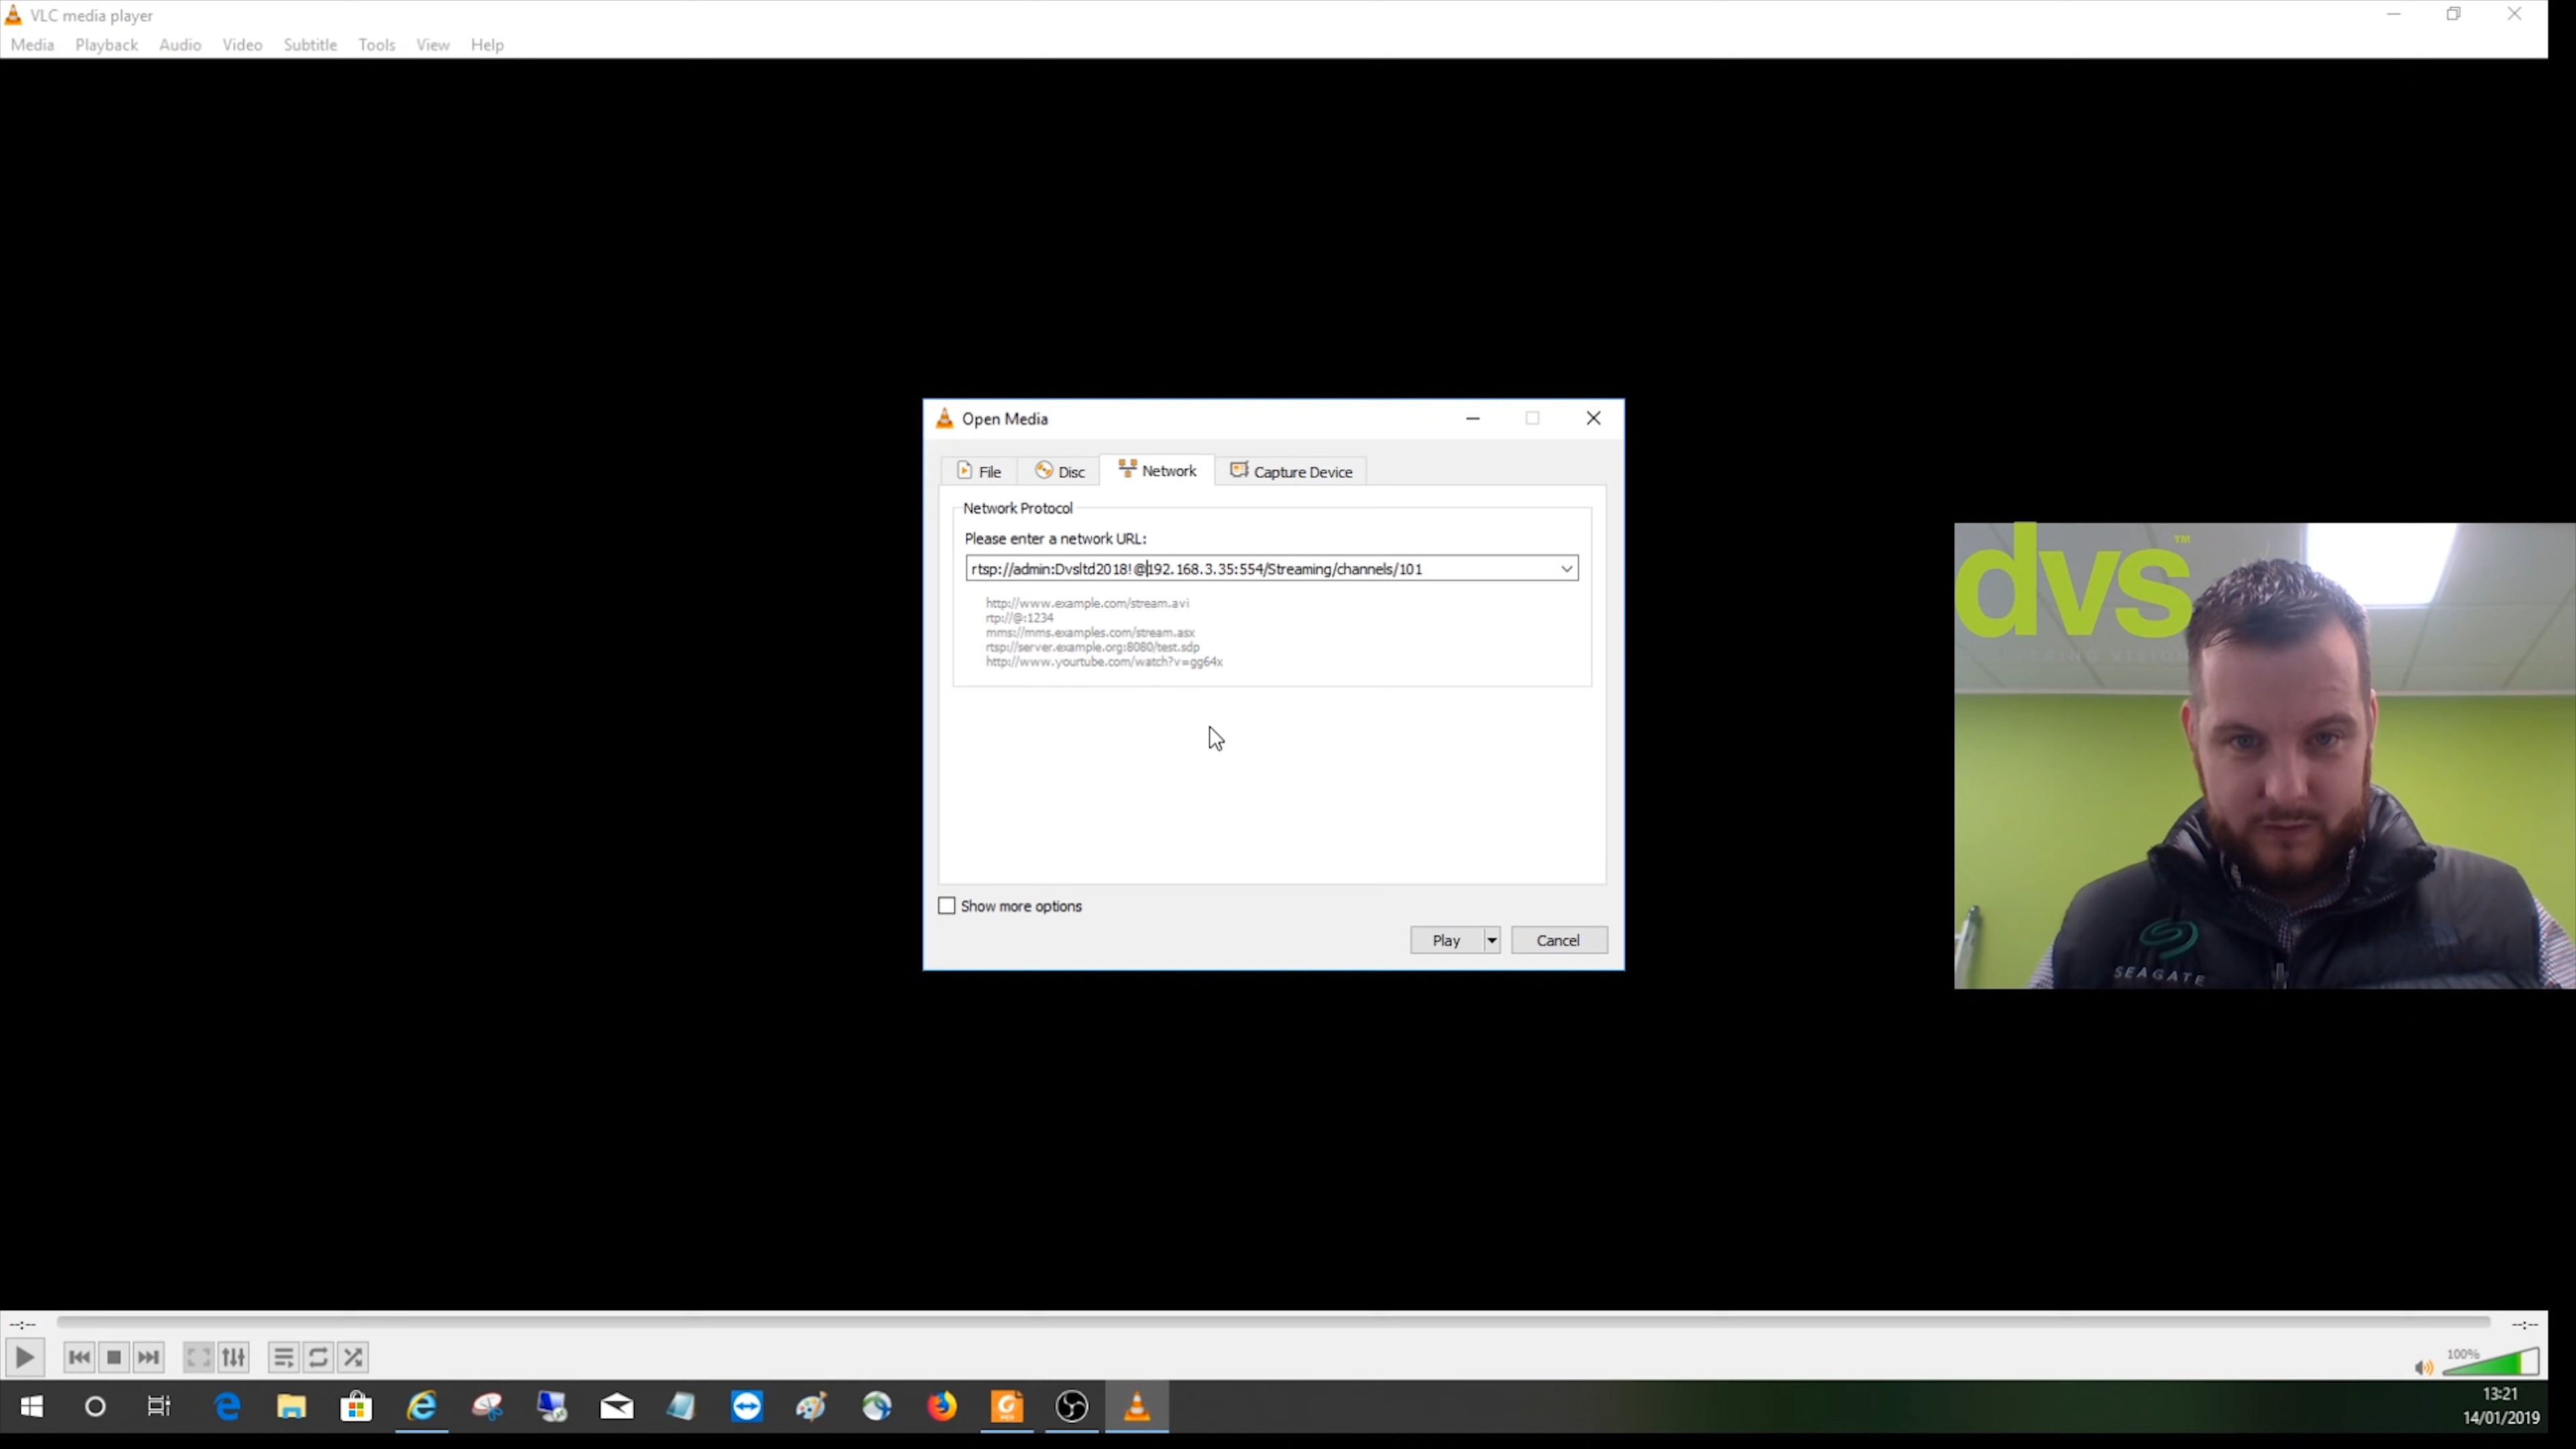 VLC media player
Media Playback Audio Video Subtitle Tools View Help
Open Media
File Disc Network Capture Device
Network Protocol
Please enter a network URL:
rtsp://admin:Dvsltd2018!@192.168.3.35:554/Streaming/channels/101
http://www.example.com/stream.avi
rtp://@:1234
mms://mms.examples.com/stream.asx
rtsp://server.example.org:8080/test.sdp
http://www.yourtube.com/watch?v=gg64x
Show more options
Play Cancel
dvs™
SEAGATE
--:-- --:--
100%
13:21
14/01/2019